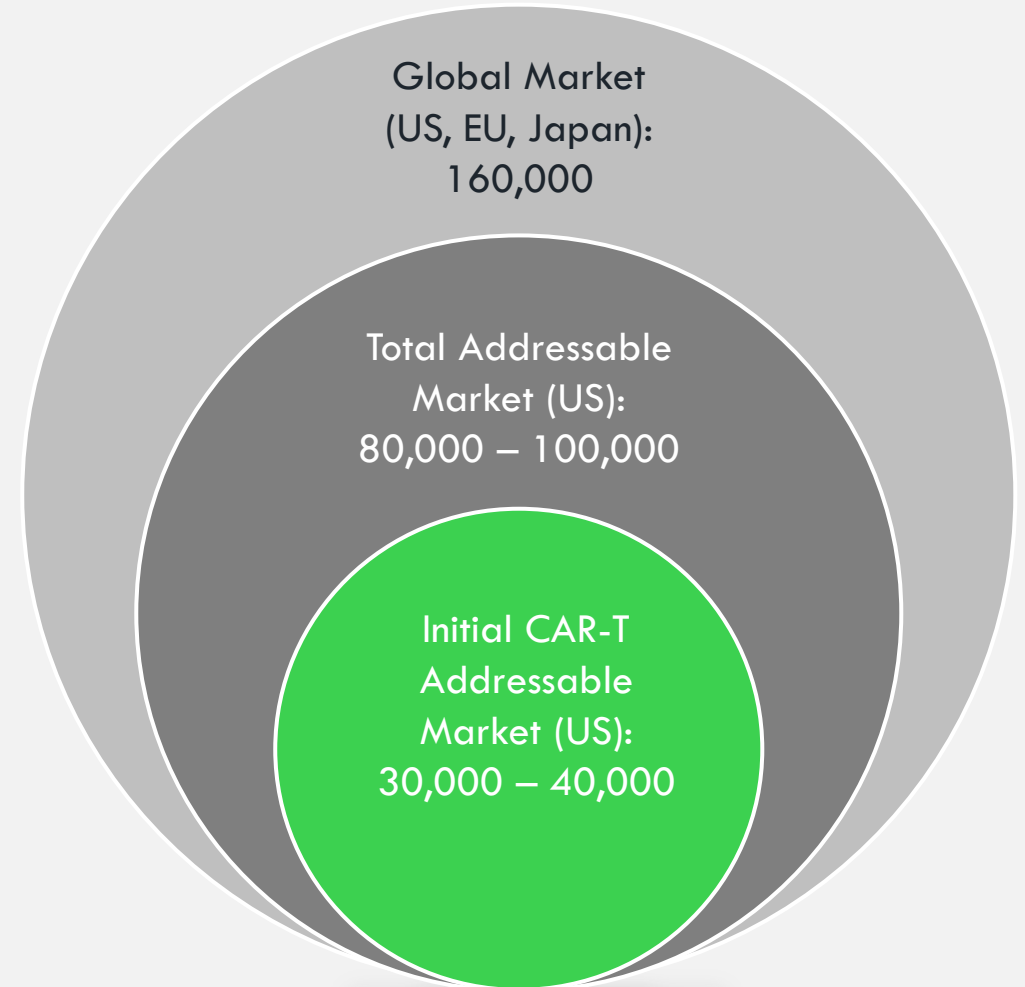 Global Market
(US, EU, Japan):
160,000
Total Addressable
Market (US):
80,000 – 100,000
Initial CAR-T
Addressable
Market (US):
30,000 – 40,000